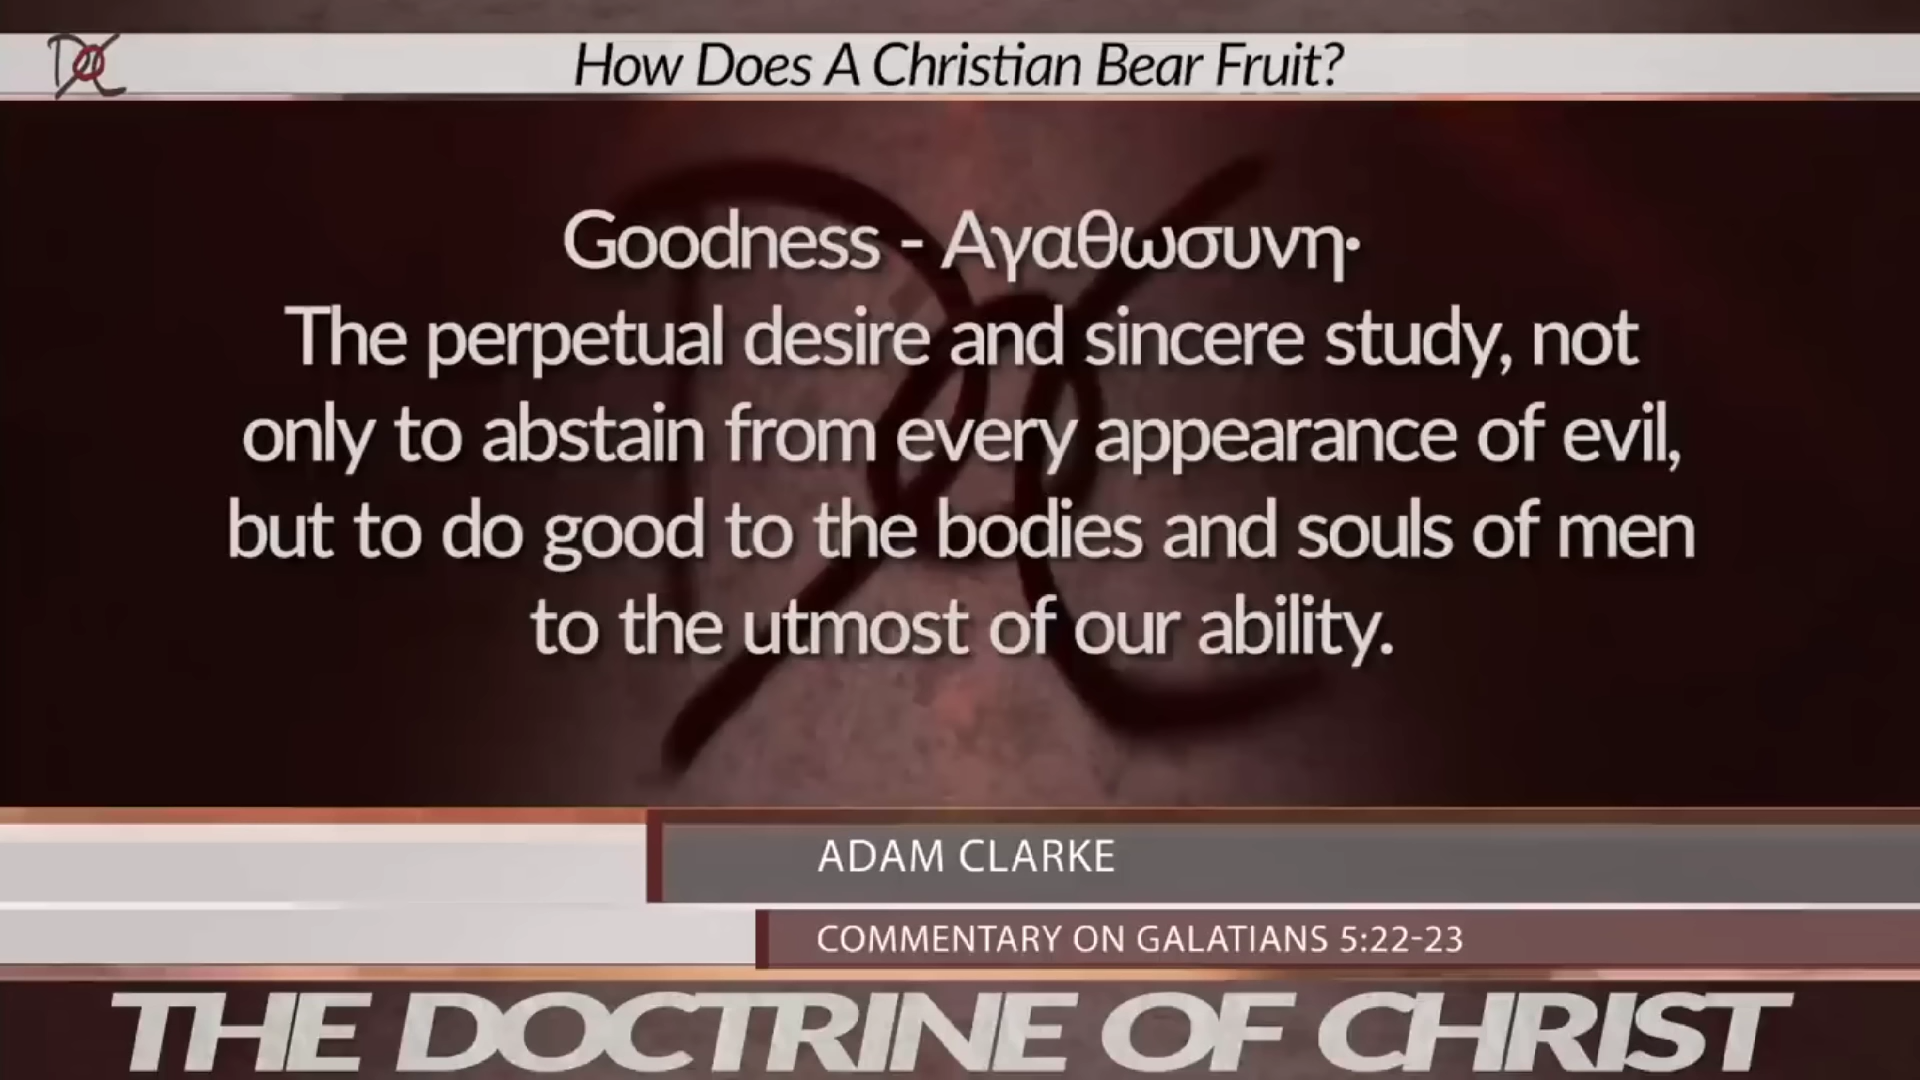 How Does A Christian Bear Fruit?
Goodness - Αγαθωσυνη·
The perpetual desire and sincere study, not
only to abstain from every appearance of evil,
but to do good to the bodies and souls of men
to the utmost of our ability.
ADAM CLARKE
COMMENTARY ON GALATIANS 5:22-23
THE DOCTRINE OF CHRIST